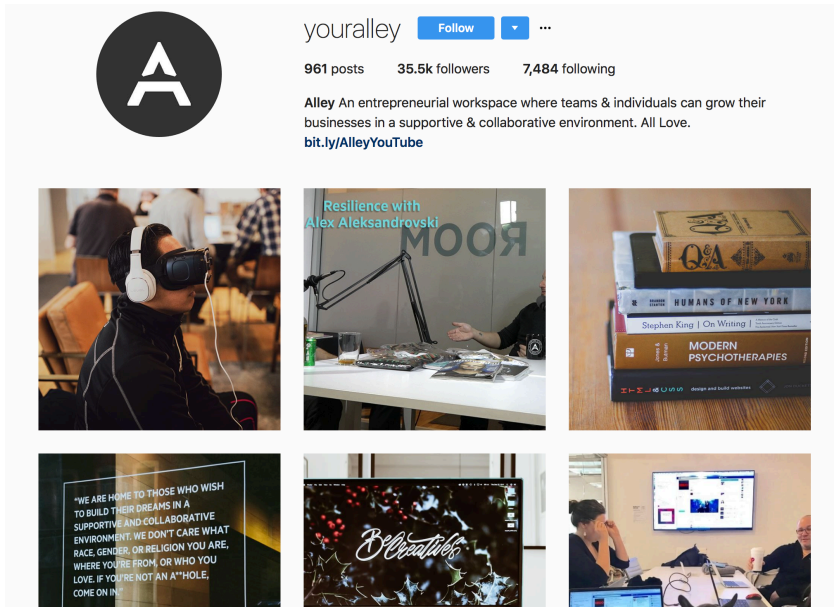 youralley
Follow
961 posts 35.5k followers 7,484 following
Alley An entrepreneurial workspace where teams & individuals can grow their
businesses in a supportive & collaborative environment. All Love.
bit.ly/AlleyYouTube
Resilience with
Alex Aleksandrovski
ROOM
Q&A
Q&A
HUMANS OF NEW YORK
Stephen King | On Writing
MODERN
PSYCHOTHERAPIES
HTML & CSS design and build websites
"WE ARE HOME TO THOSE WHO WISH
TO BUILD THEIR DREAMS IN A
SUPPORTIVE AND COLLABORATIVE
ENVIRONMENT. WE DON'T CARE WHAT
RACE, GENDER, OR RELIGION YOU ARE,
WHERE YOU'RE FROM, OR WHO YOU
LOVE. IF YOU'RE NOT AN A**HOLE,
COME ON IN."
BeCreatives